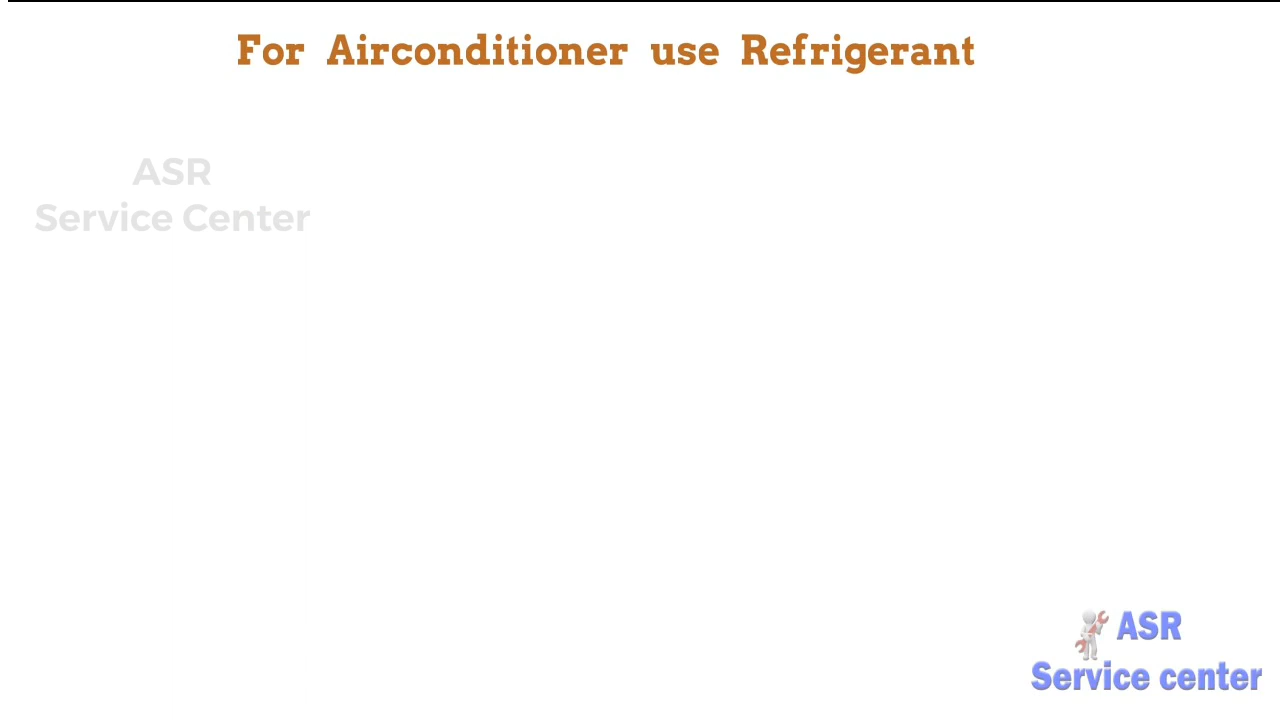 For Airconditioner use Refrigerant
ASR
Service Center
ASR
Service center